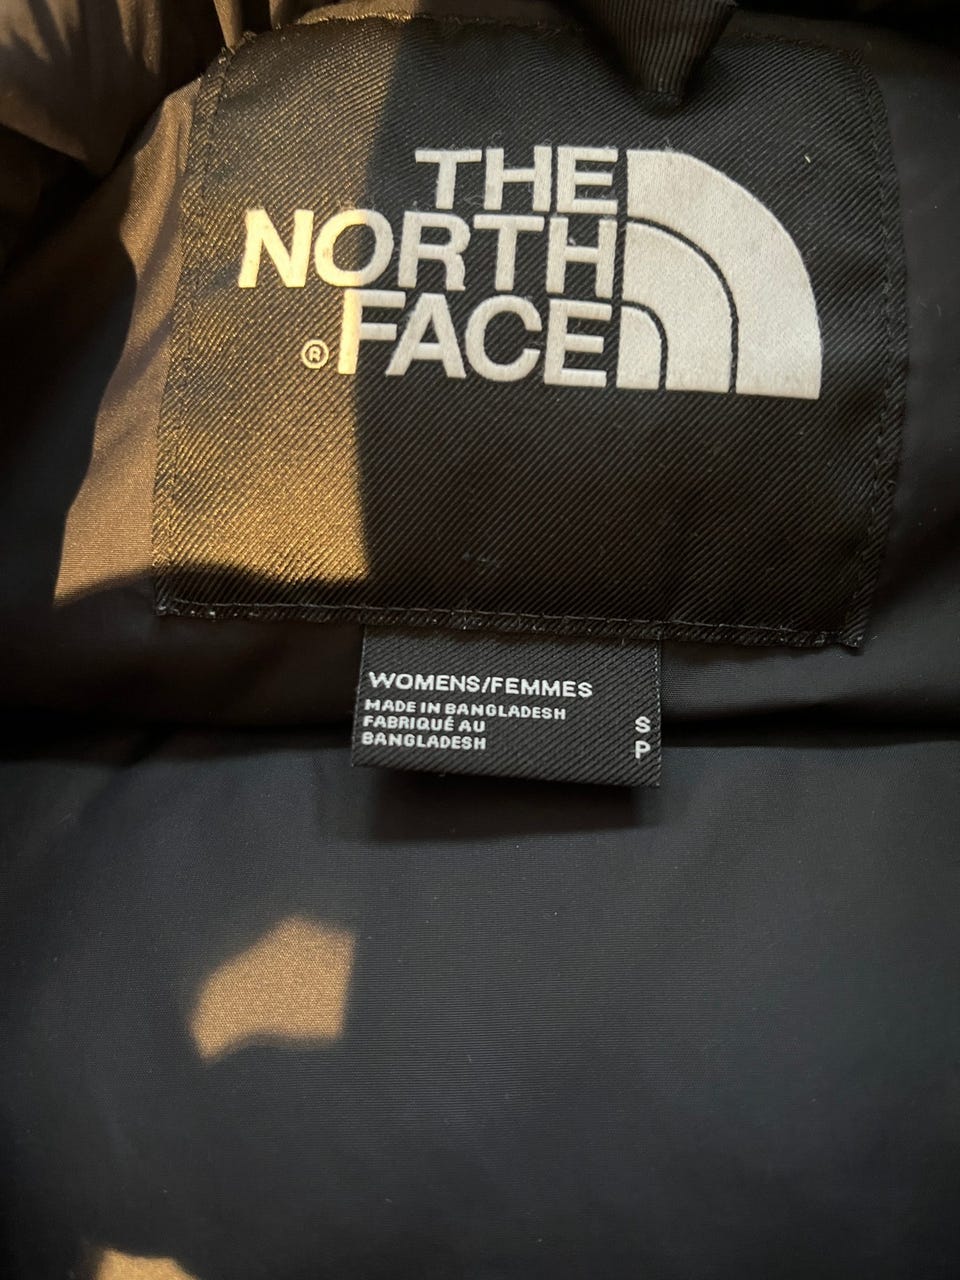 THE
NORTH
FACE
®
WOMENS/FEMMES
MADE IN BANGLADESH
FABRIQUÉ AU
BANGLADESH
S
P